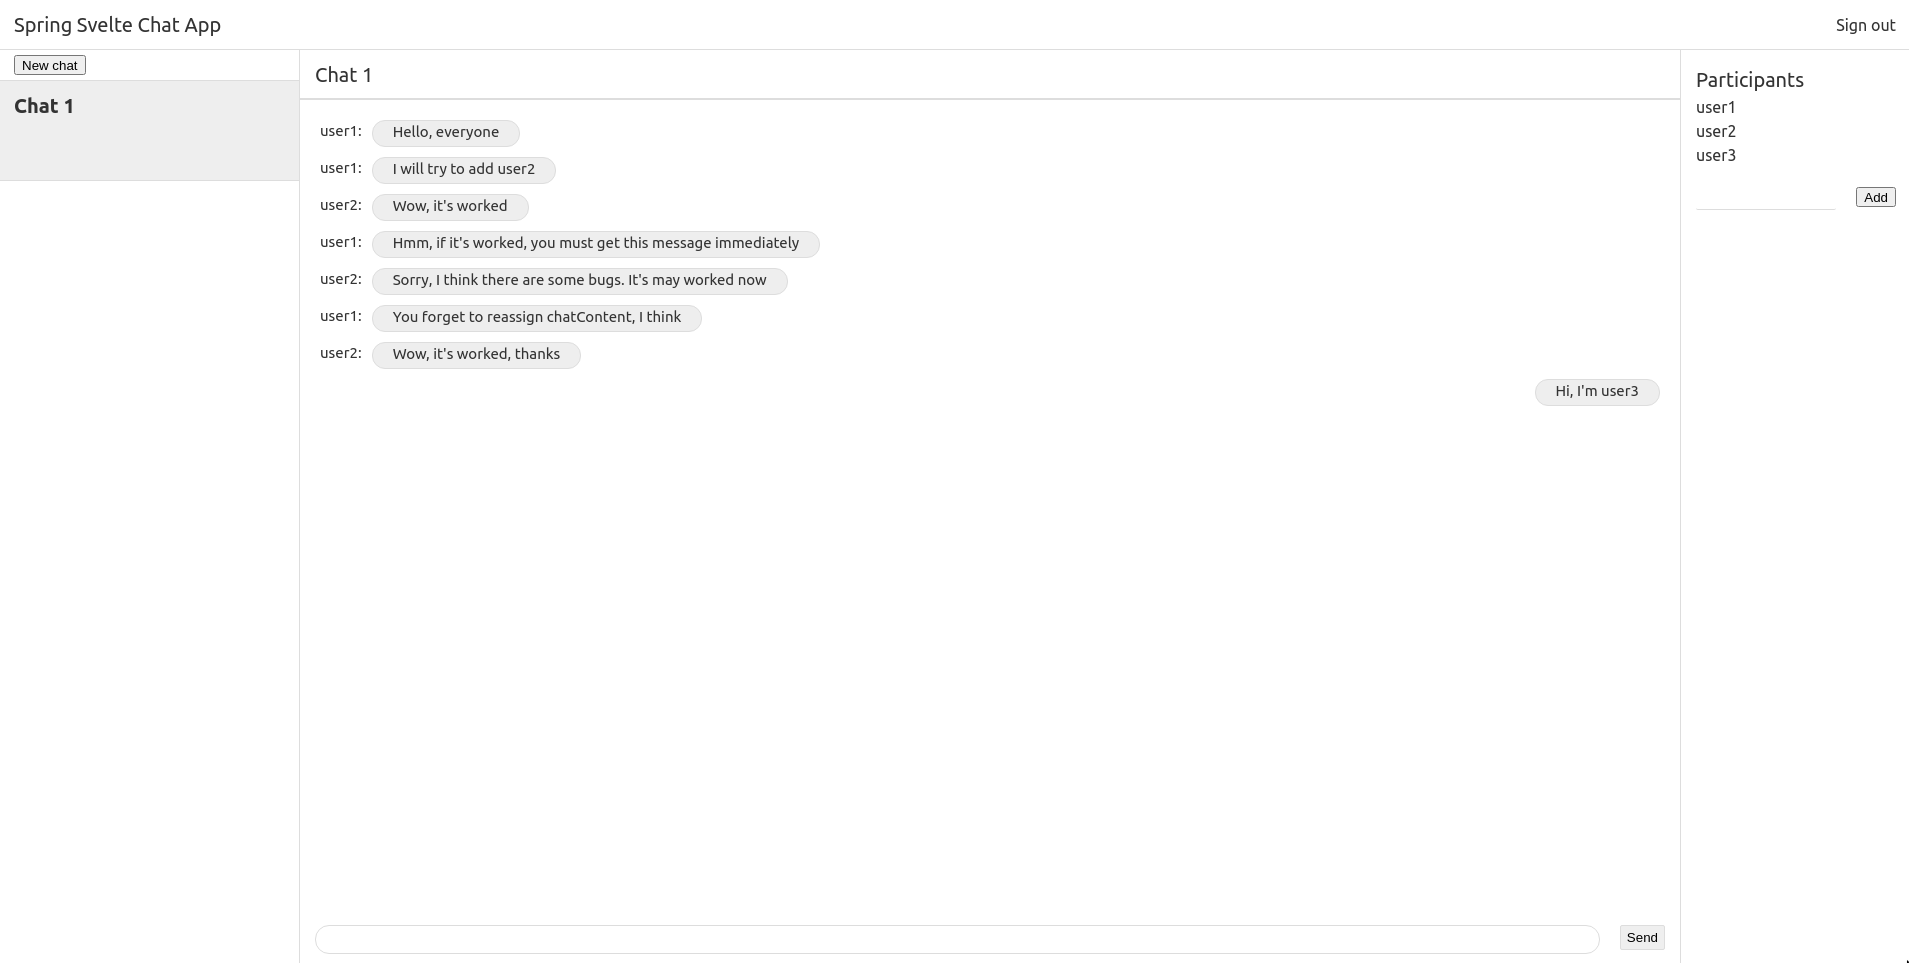 Spring Svelte Chat App
Sign out
New chat
Chat 1
Chat 1
user1: Hello, everyone
user1: I will try to add user2
user2: Wow, it's worked
user1: Hmm, if it's worked, you must get this message immediately
user2: Sorry, I think there are some bugs. It's may worked now
user1: You forget to reassign chatContent, I think
user2: Wow, it's worked, thanks
Hi, I'm user3
Send
Participants
user1
user2
user3
Add